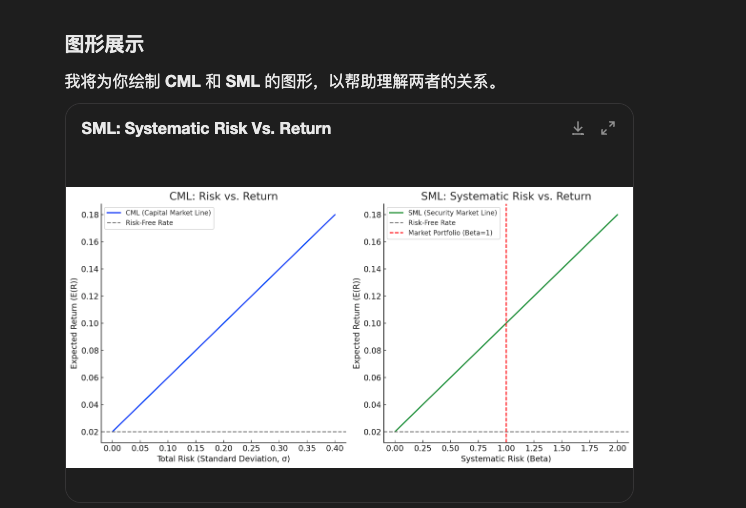 图形展示
我将为你绘制 CML 和 SML 的图形，以帮助理解两者的关系。
SML: Systematic Risk Vs. Return
CML: Risk vs. Return
CML (Capital Market Line)
Risk-Free Rate
0.18
0.16
0.14
0.12
0.10
0.08
0.06
0.04
0.02
Expected Return (E(R))
0.00 0.05 0.10 0.15 0.20 0.25 0.30 0.35 0.40
Total Risk (Standard Deviation, σ)
SML: Systematic Risk vs. Return
SML (Security Market Line)
Risk-Free Rate
Market Portfolio (Beta=1)
0.18
0.16
0.14
0.12
0.10
0.08
0.06
0.04
0.02
Expected Return (E(R))
0.00 0.25 0.50 0.75 1.00 1.25 1.50 1.75 2.00
Systematic Risk (Beta)